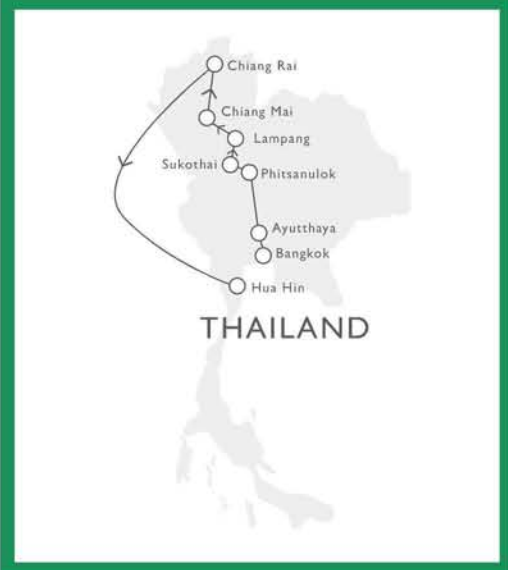 Chiang Rai
Chiang Mai
Lampang
Sukothai
Phitsanulok
Ayutthaya
Bangkok
Hua Hin
THAILAND